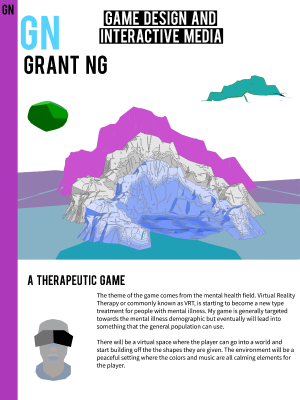 GN
GAME DESIGN AND
INTERACTIVE MEDIA
GN
GRANT NG
A THERAPEUTIC GAME
The theme of the game comes from the mental health field. Virtual Reality
Therapy or commonly known as VRT, is starting to become a new type
treatment for people with mental illness. My game is generally targeted
towards the mental illness demographic but eventually will lead into
something that the general population can use.
There will be a virtual space where the player can go into a world and
start building off the the shapes they are given. The environment will be a
peaceful setting where the colors and music are all calming elements for
the player.